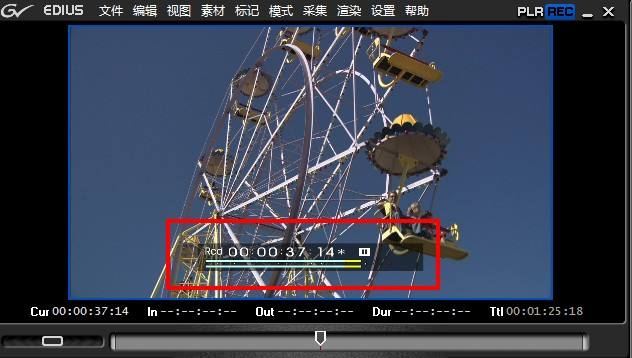 GV EDIUS 文件 编辑 视图 素材 标记 模式 采集 渲染 设置 帮助 PLR REC
Rcd 00:00:37 14*
Cur 00:00:37:14 In --:--:--:-- Out --:--:--:-- Dur --:--:--:-- Ttl 00:01:25:18